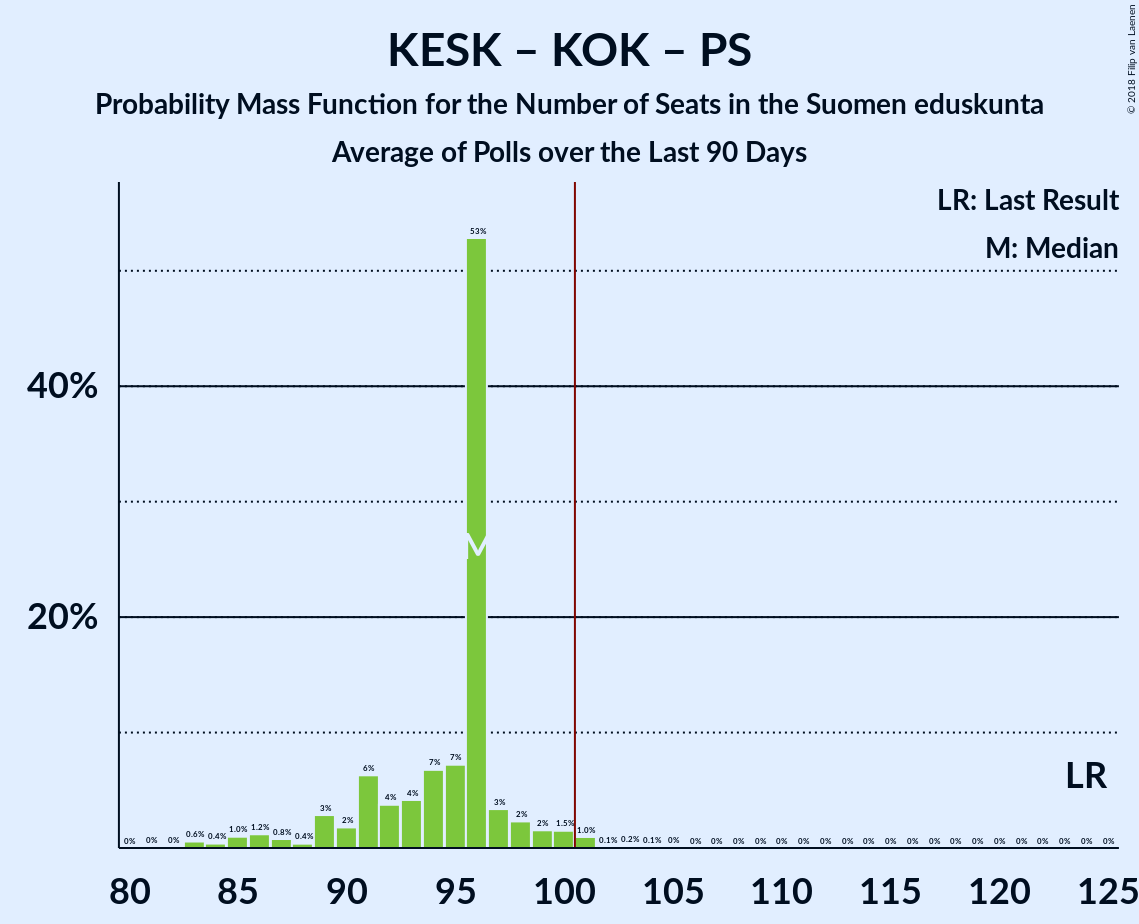 KESK – KOK – PS
Probability Mass Function for the Number of Seats in the Suomen eduskunta
Average of Polls over the Last 90 Days
© 2018 Filip van Laenen
LR: Last Result
M: Median
40%
20%
53%
M
LR
0% 0% 0% 0.6% 0.4% 1.0% 1.2% 0.8% 0.4% 3% 2% 6% 4% 4% 7% 7% 3% 2% 2% 1.5% 1.0% 0.1% 0.2% 0.1% 0% 0% 0% 0% 0% 0% 0% 0% 0% 0% 0% 0% 0% 0% 0% 0% 0% 0% 0% 0% 0%
80 85 90 95 100 105 110 115 120 125